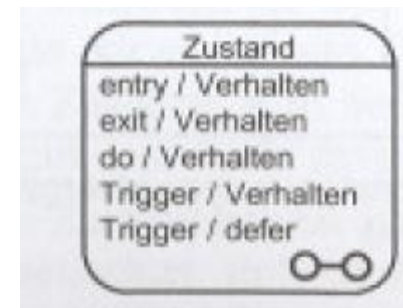 Zustand
entry / Verhalten
exit / Verhalten
do / Verhalten
Trigger / Verhalten
Trigger / defer